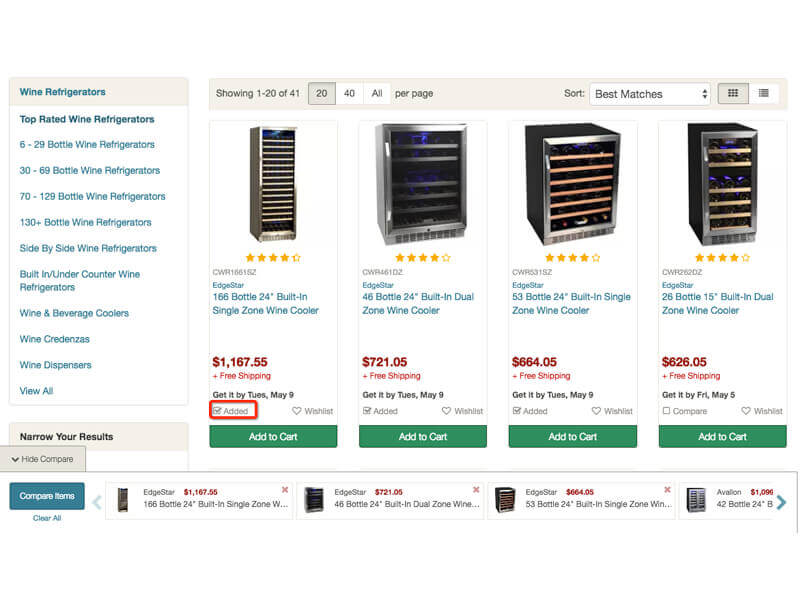 Wine Refrigerators
Top Rated Wine Refrigerators
6 - 29 Bottle Wine Refrigerators
30 - 69 Bottle Wine Refrigerators
70 - 129 Bottle Wine Refrigerators
130+ Bottle Wine Refrigerators
Side By Side Wine Refrigerators
Built In/Under Counter Wine
Refrigerators
Wine & Beverage Coolers
Wine Credenzas
Wine Dispensers
View All
Narrow Your Results
Showing 1-20 of 41 20 40 All per page
Sort: Best Matches
CWR1661SZ
EdgeStar
166 Bottle 24" Built-In
Single Zone Wine Cooler
$1,167.55
+ Free Shipping
Get it by Tues, May 9
Added Wishlist
Add to Cart
CWR461DZ
EdgeStar
46 Bottle 24" Built-In Dual
Zone Wine Cooler
$721.05
+ Free Shipping
Get it by Tues, May 9
Added Wishlist
Add to Cart
CWR531SZ
EdgeStar
53 Bottle 24" Built-In Single
Zone Wine Cooler
$664.05
+ Free Shipping
Get it by Tues, May 9
Added Wishlist
Add to Cart
CWR262DZ
EdgeStar
26 Bottle 15" Built-In Dual
Zone Wine Cooler
$626.05
+ Free Shipping
Get it by Fri, May 5
Compare Wishlist
Add to Cart
Hide Compare
Compare Items
Clear All
EdgeStar $1,167.55
166 Bottle 24" Built-In Single Zone W...
EdgeStar $721.05
46 Bottle 24" Built-In Dual Zone Wine...
EdgeStar $664.05
53 Bottle 24" Built-In Single Zone Win...
Avallon $1,09
42 Bottle 24" B